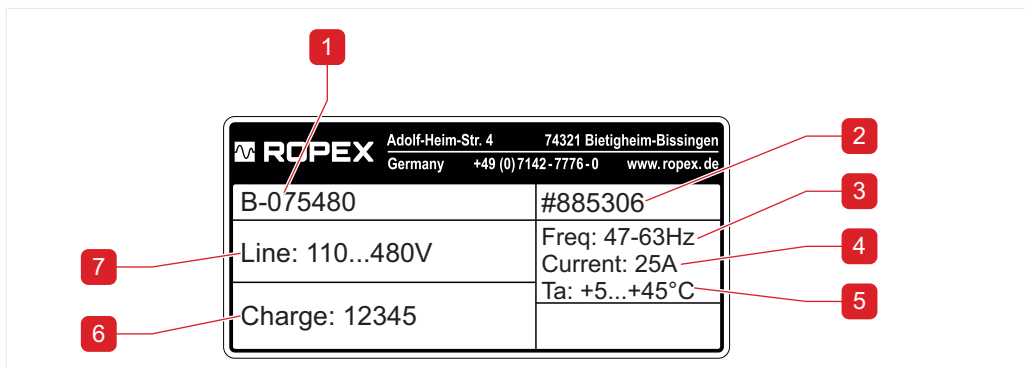 1
ROPEX Adolf-Heim-Str. 4 74321 Bietigheim-Bissingen
Germany +49 (0) 7142-7776-0 www.ropex.de
2
B-075480 #885306
3
Freq: 47-63Hz
7 Line: 110...480V
Current: 25A 4
Ta: +5...+45°C 5
6 Charge: 12345